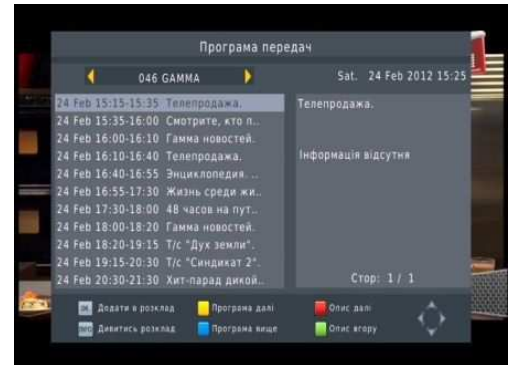 Програма передач
046 GAMMA
Sat. 24 Feb 2012 15:25
24 Feb 15:15-15:35 Телепродажа.
24 Feb 15:35-16:00 Смотрите, кто п..
24 Feb 16:00-16:10 Гамма новостей.
24 Feb 16:10-16:40 Телепродажа.
24 Feb 16:40-16:55 Энциклопедия. ...
24 Feb 16:55-17:30 Жизнь среди жи..
24 Feb 17:30-18:00 48 часов на пут..
24 Feb 18:00-18:20 Гамма новостей.
24 Feb 18:20-19:15 Т/с "Дух земли".
24 Feb 19:15-20:30 Т/с "Синдикат 2".
24 Feb 20:30-21:30 Хит-парад дикой..
Телепродажа.
Інформація відсутня
Стор: 1 / 1
OK Додати в розклад
Програма далі
Опис далі
INFO Дивитись розклад
Програма вище
Опис вгору